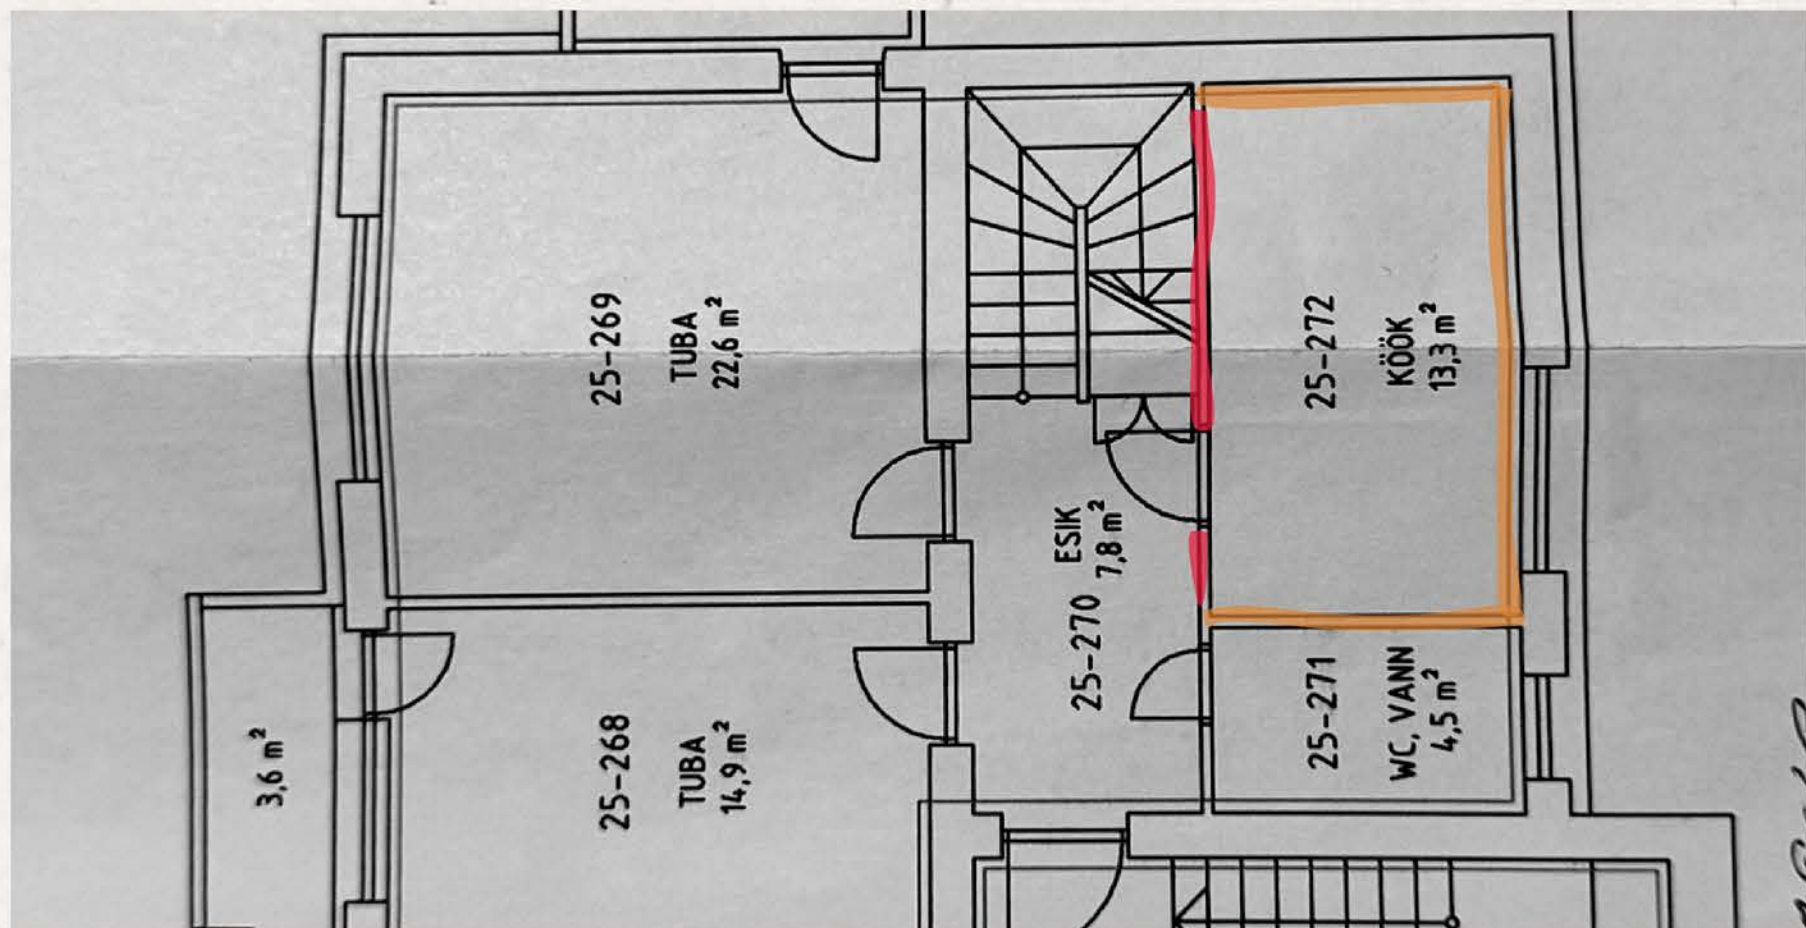 25-269
TUBA
22,6 m²
25-272
KÖÖK
13,3 m²
25-270 ESIK
7,8 m²
25-271
WC, VANN
4,5 m²
25-268
TUBA
14,9 m²
3,6 m²